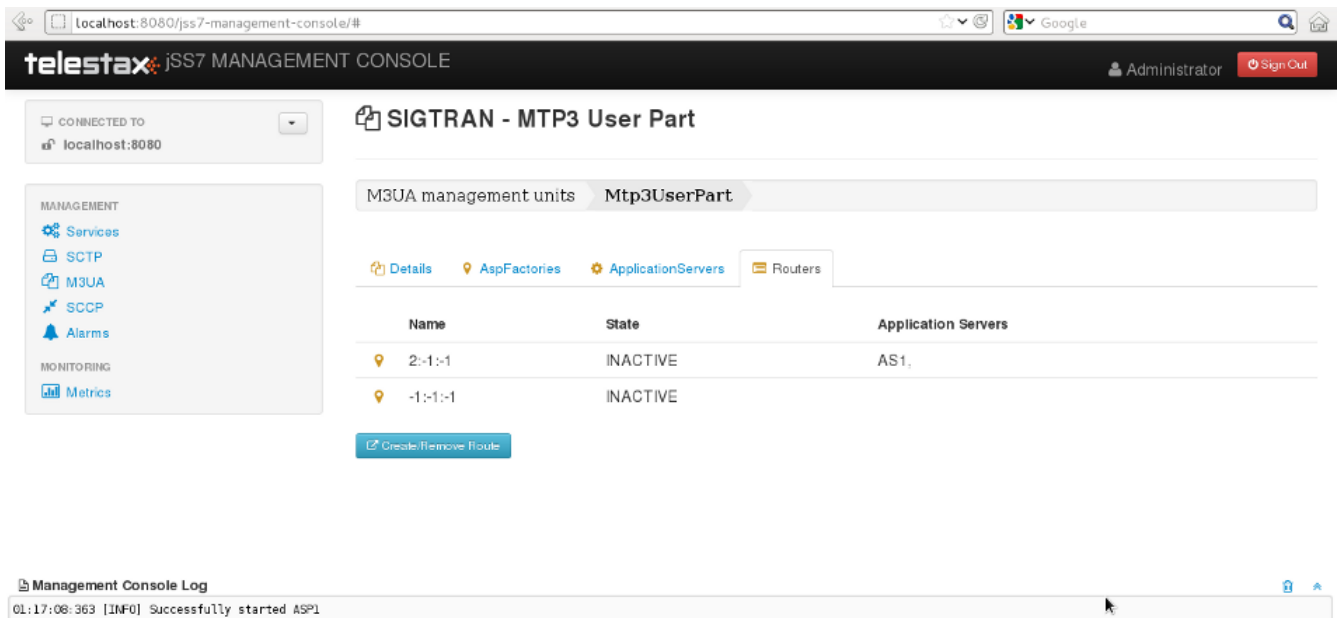 localhost:8080/jss7-management-console/#
Google
telestax jSS7 MANAGEMENT CONSOLE
Administrator
Sign Out
CONNECTED TO
localhost:8080
SIGTRAN - MTP3 User Part
M3UA management units Mtp3UserPart
MANAGEMENT
Services
SCTP
M3UA
SCCP
Alarms
MONITORING
Metrics
Details AspFactories ApplicationServers Routers
Name State Application Servers
2:-1:-1 INACTIVE AS1,
-1:-1:-1 INACTIVE
Create/Remove Route
Management Console Log
01:17:08:363 [INFO] Successfully started ASP1